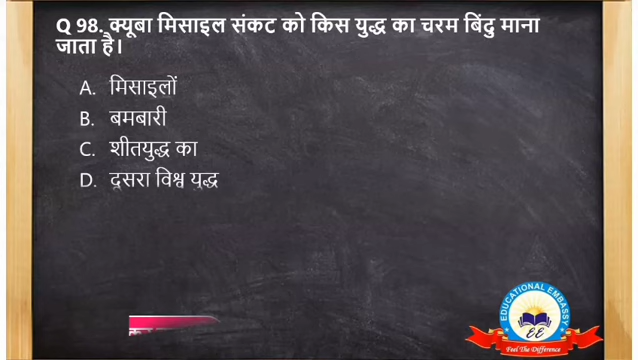 Q 98. क्यूबा मिसाइल संकट को किस युद्ध का चरम बिंदु माना
जाता है।
A. मिसाइलों
B. बमबारी
C. शीतयुद्ध का
D. दूसरा विश्व युद्ध
EDUCATIONAL EMBASSY
EE
Feel The Difference